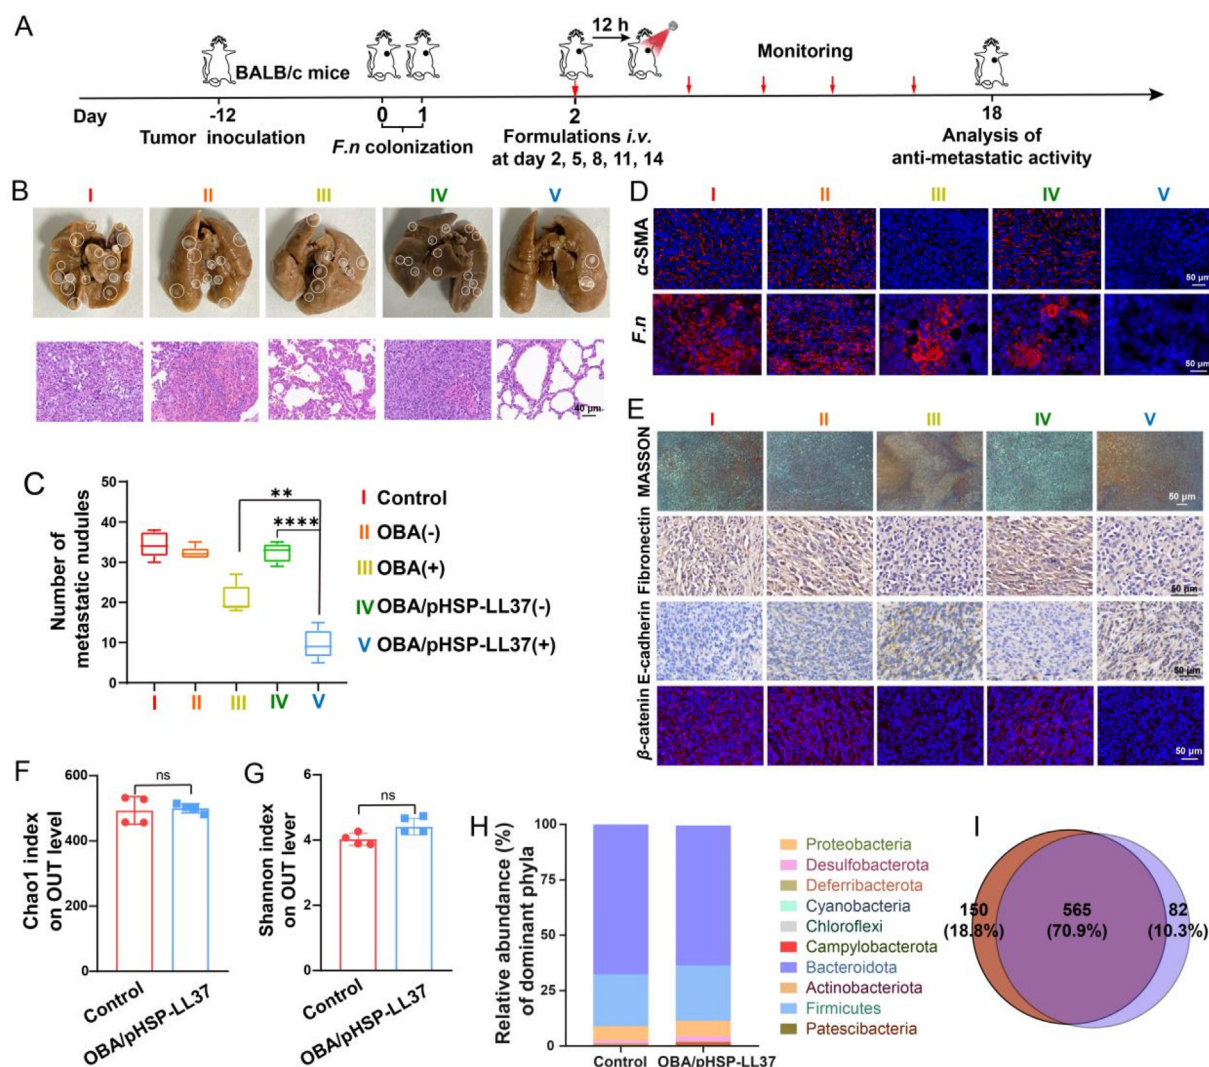 A
12 h
BALB/c mice
Monitoring
Day
-12
0
1
2
18
Tumor inoculation
F.n colonization
Formulations i.v.
at day 2, 5, 8, 11, 14
Analysis of
anti-metastatic activity
B
I II III IV V
40 μm
C
Number of
metastatic nodules
50
40
30
20
10
0
**
****
I II III IV V
I Control
II OBA(-)
III OBA(+)
IV OBA/pHSP-LL37(-)
V OBA/pHSP-LL37(+)
D
I II III IV V
α-SMA
50 μm
F.n
50 μm
E
I II III IV V
MASSON
50 μm
Fibronectin
50 μm
E-cadherin
50 μm
β-catenin
50 μm
F
Chao1 index
on OUT level
600
400
200
0
ns
Control
OBA/pHSP-LL37
G
Shannon index
on OUT lever
6
4
2
0
ns
Control
OBA/pHSP-LL37
H
Relative abundance (%)
of dominant phyla
100
75
50
25
0
Control
OBA/pHSP-LL37
Proteobacteria
Desulfobacterota
Deferribacterota
Cyanobacteria
Chloroflexi
Campylobacterota
Bacteroidota
Actinobacteriota
Firmicutes
Patescibacteria
I
150
(18.8%)
565
(70.9%)
82
(10.3%)